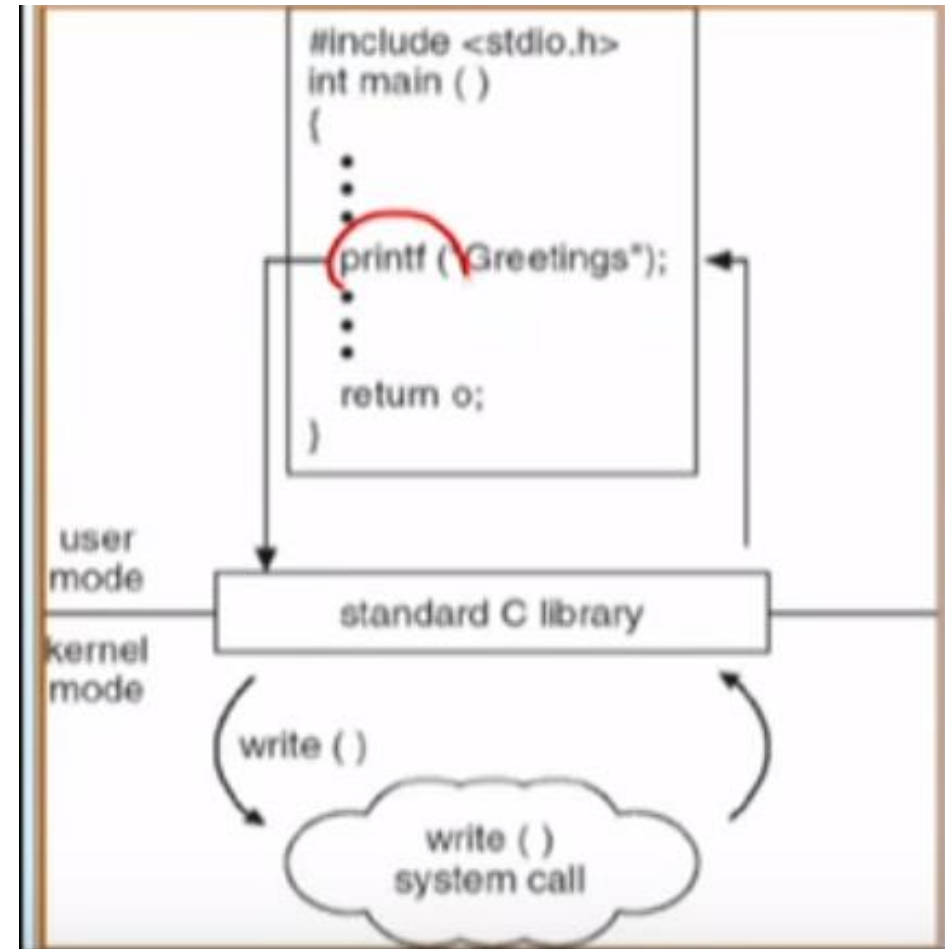 #include <stdio.h>
int main ( )
{
printf ("Greetings");
return o;
}
user
mode
standard C library
kernel
mode
write ( )
write ( )
system call